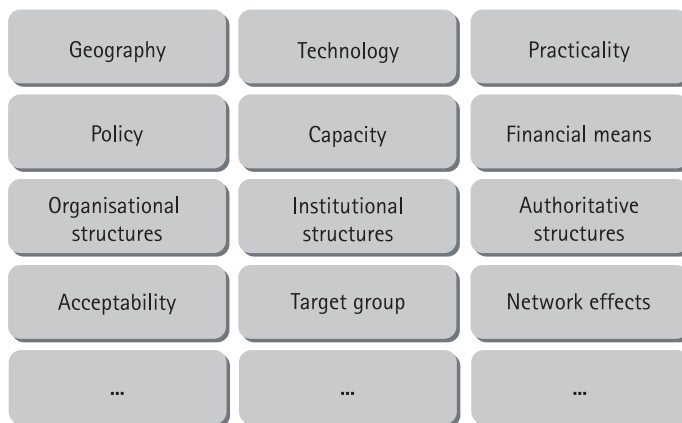 Geography
Technology
Practicality
Policy
Capacity
Financial means
Organisational
structures
Institutional
structures
Authoritative
structures
Acceptability
Target group
Network effects
...
...
...